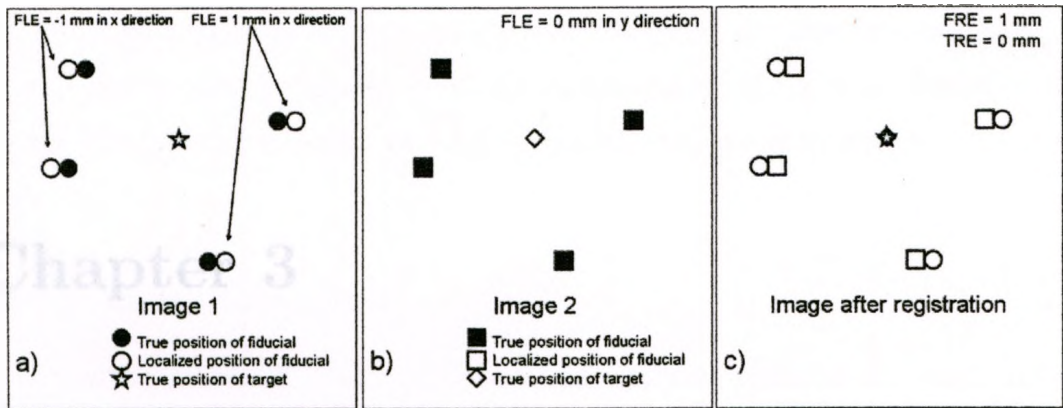 FLE = -1 mm in x direction
FLE = 1 mm in x direction
Image 1
True position of fiducial
Localized position of fiducial
True position of target
a)
FLE = 0 mm in y direction
Image 2
True position of fiducial
Localized position of fiducial
True position of target
b)
FRE = 1 mm
TRE = 0 mm
Image after registration
c)
Chapter 3